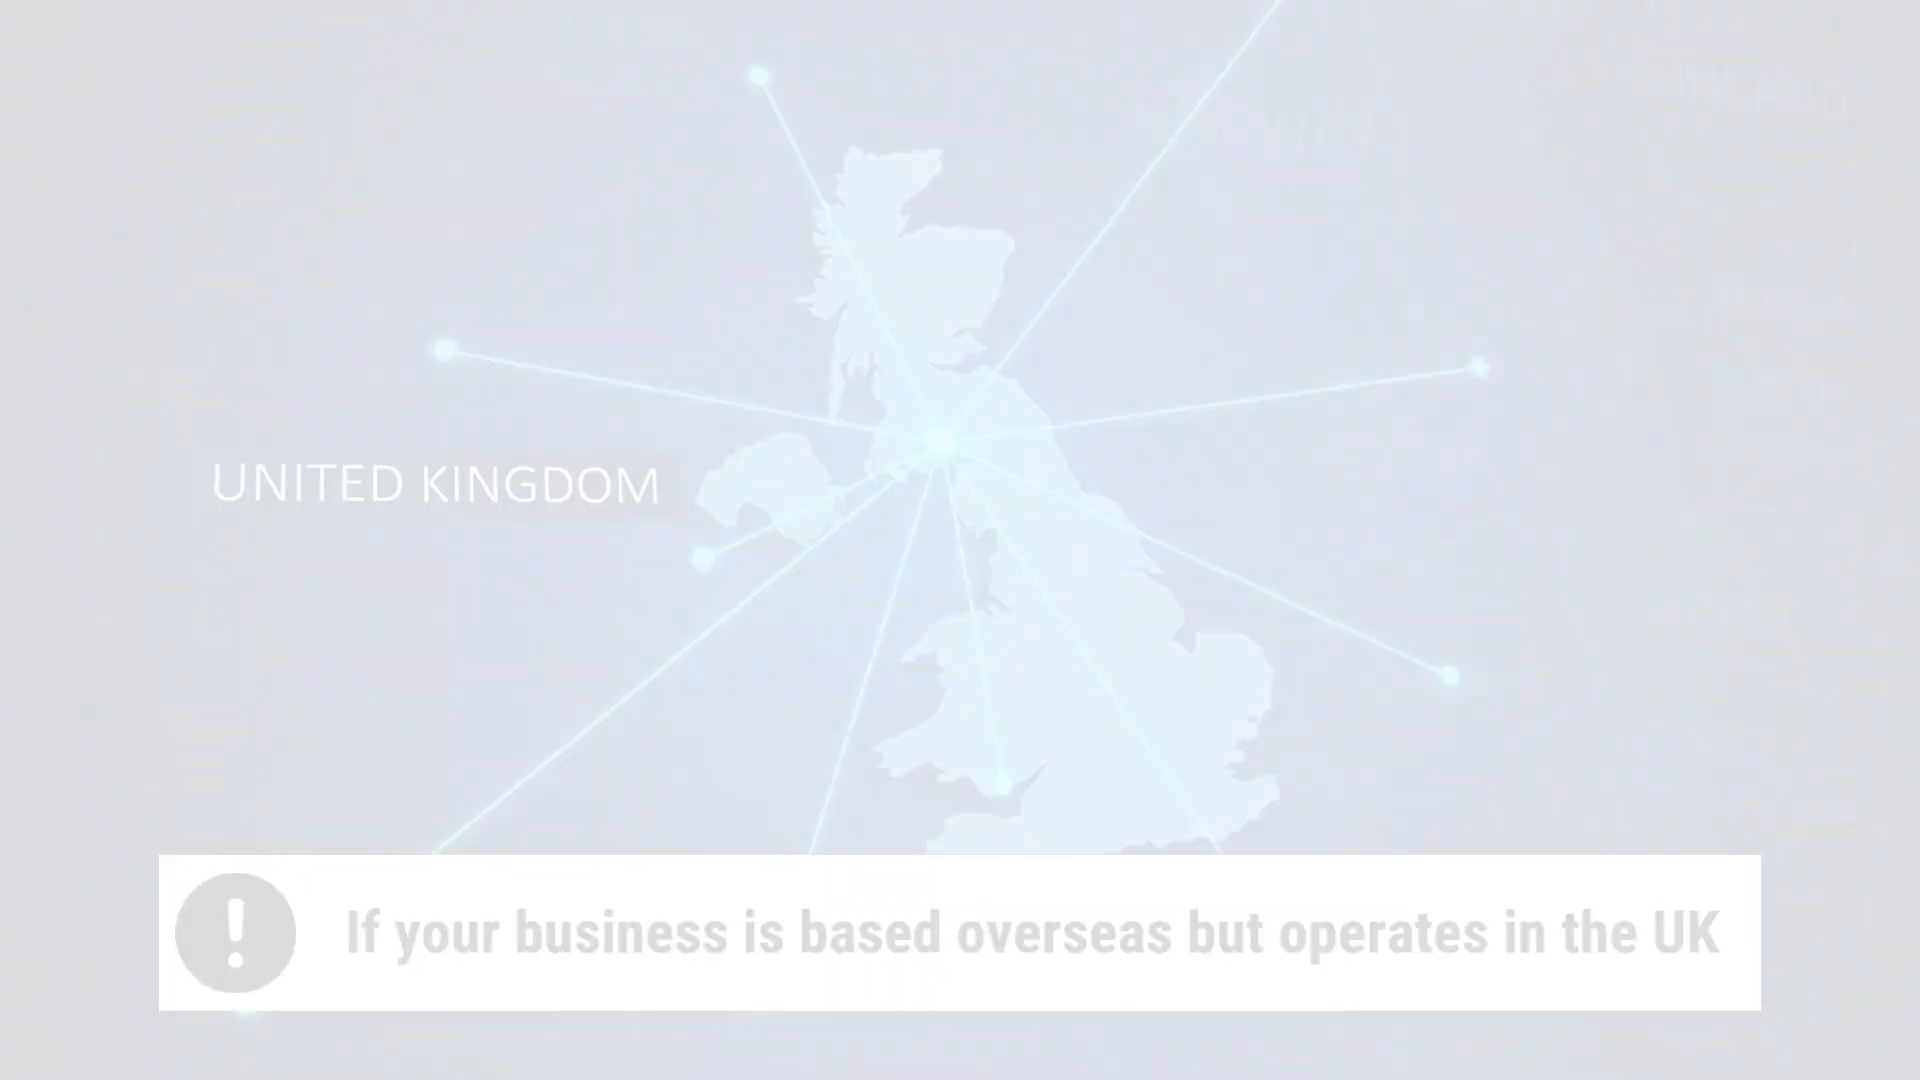 UNITED KINGDOM
If your business is based overseas but operates in the UK